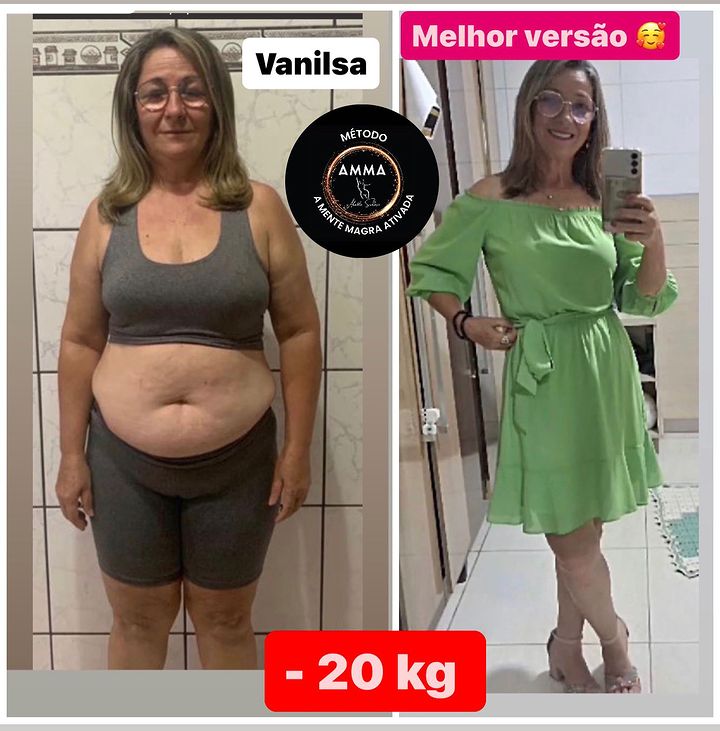 Vanilsa
Melhor versão 🥰
MÉTODO
AMMA
A MENTE MAGRA ATIVADA
- 20 kg